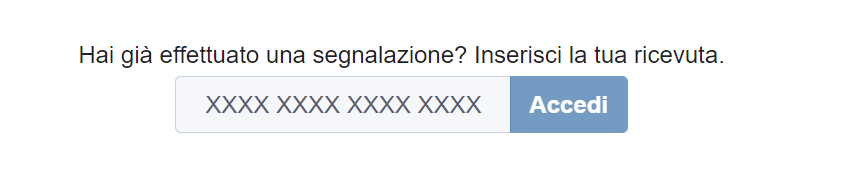 Hai già effettuato una segnalazione? Inserisci la tua ricevuta.
XXXX XXXX XXXX XXXX Accedi